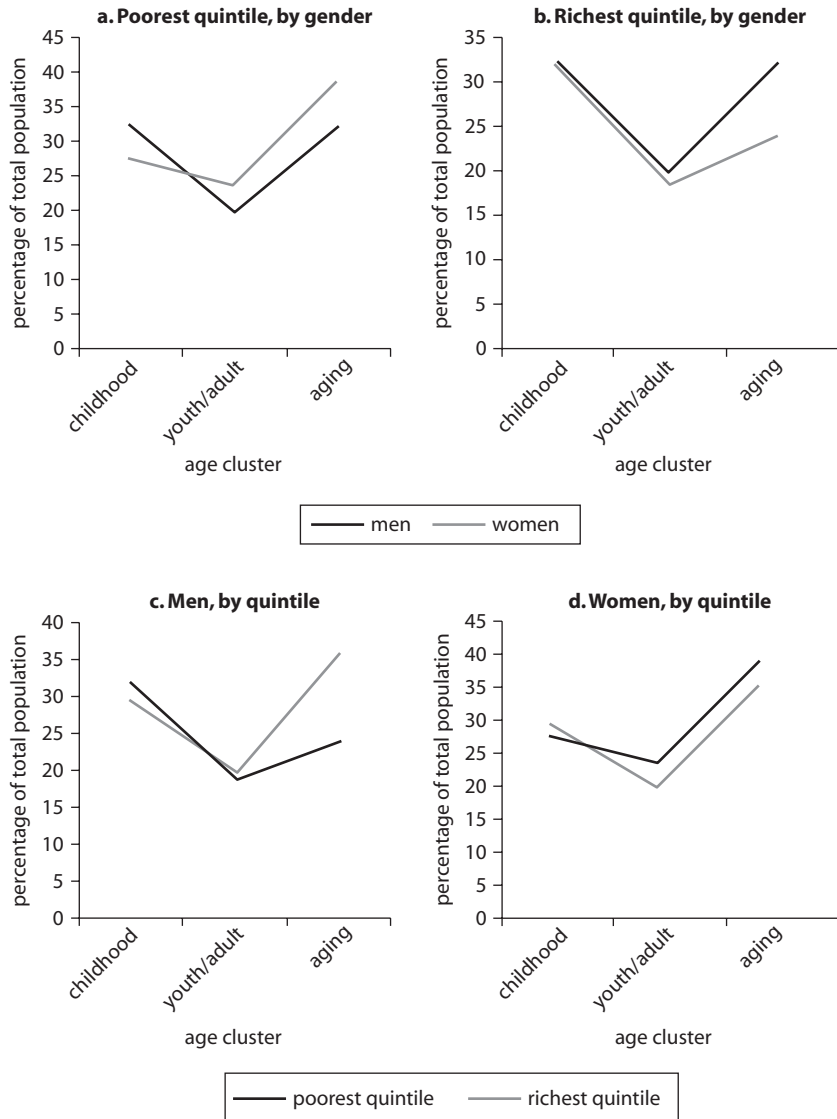 a. Poorest quintile, by gender
percentage of total population
45
40
35
30
25
20
15
10
5
0
childhood
youth/adult
aging
age cluster
b. Richest quintile, by gender
percentage of total population
35
30
25
20
15
10
5
0
childhood
youth/adult
aging
age cluster
men women
c. Men, by quintile
percentage of total population
40
35
30
25
20
15
10
5
0
childhood
youth/adult
aging
age cluster
d. Women, by quintile
percentage of total population
45
40
35
30
25
20
15
10
5
0
childhood
youth/adult
aging
age cluster
poorest quintile richest quintile